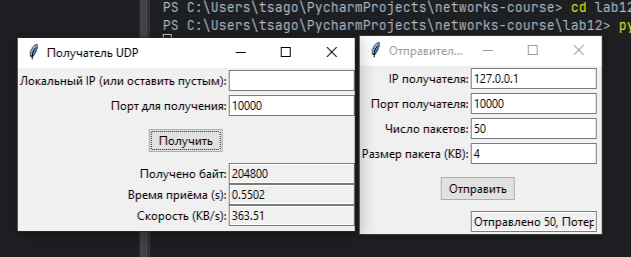 PS C:\Users\tsago\PycharmProjects\networks-course> cd lab12
PS C:\Users\tsago\PycharmProjects\networks-course\lab12> py
Получатель UDP
Локальный IP (или оставить пустым):
Порт для получения: 10000
Получить
Получено байт: 204800
Время приёма (s): 0.5502
Скорость (KB/s): 363.51
Отправител...
IP получателя: 127.0.0.1
Порт получателя: 10000
Число пакетов: 50
Размер пакета (KB): 4
Отправить
Отправлено 50, Потер